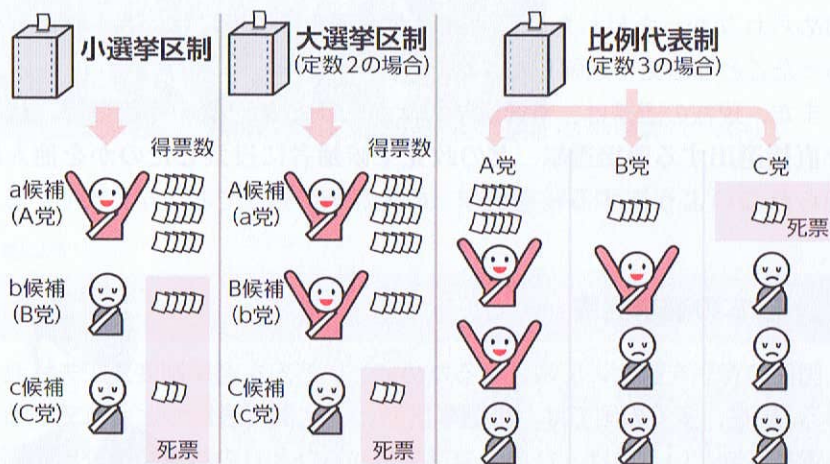 小選挙区制
得票数
a候補
(A党)
b候補
(B党)
c候補
(C党)
死票
大選挙区制
(定数2の場合)
得票数
A候補
(a党)
B候補
(b党)
C候補
(c党)
死票
比例代表制
(定数3の場合)
A党
B党
C党
死票